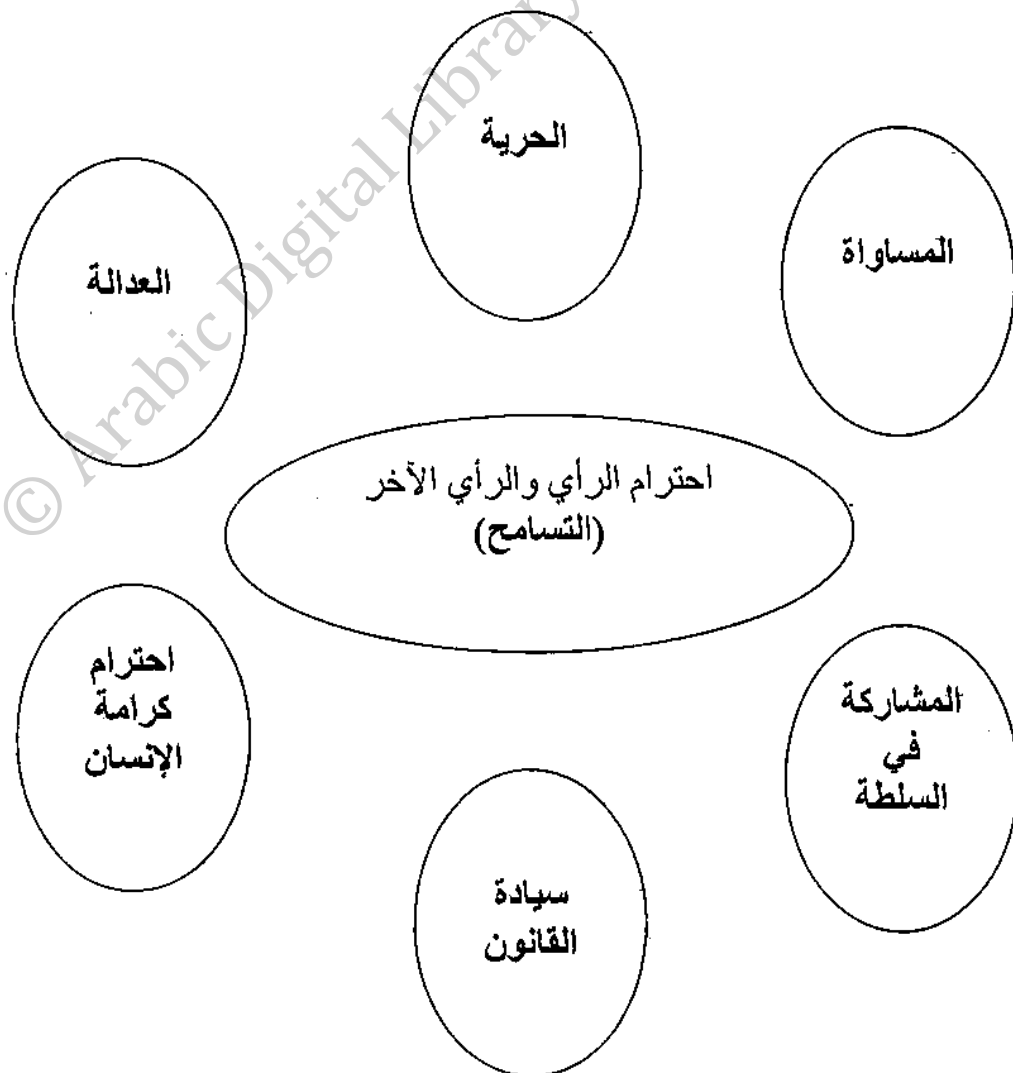 الحرية
المساواة
العدالة
احترام الرأي والرأي الآخر
(التسامح)
احترام
كرامة
الإنسان
المشاركة
في
السلطة
سيادة
القانون
© Arabic Digital Library